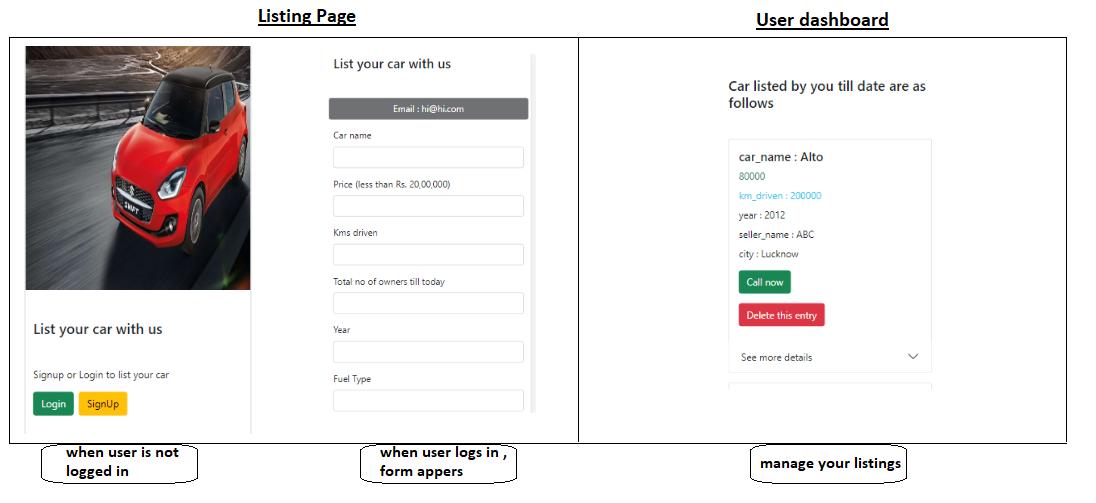 Listing Page
User dashboard
SWIFT
List your car with us
Signup or Login to list your car
Login
SignUp
when user is not
logged in
List your car with us
Email : hi@hi.com
Car name
Price (less than Rs. 20,00,000)
Kms driven
Total no of owners till today
Year
Fuel Type
when user logs in ,
form appers
Car listed by you till date are as
follows
car_name : Alto
80000
km_driven : 200000
year : 2012
seller_name : ABC
city : Lucknow
Call now
Delete this entry
See more details
manage your listings